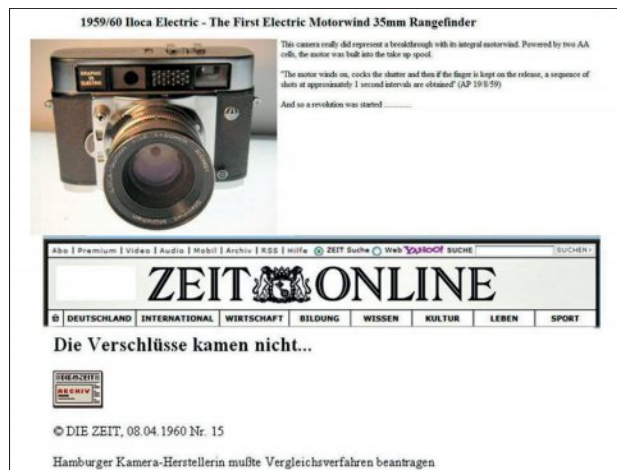 1959/60 Iloca Electric - The First Electric Motorwind 35mm Rangefinder
This camera really did represent a breakthrough with its integral motorwind. Powered by two AA
cells, the motor was built into the take up spool.
"The motor winds on, cocks the shutter and then if the finger is kept on the release, a sequence of
shots at approximately 1 second intervals are obtained" (AP 19/8/59)
And so a revolution was started
GRAPHIC
35
ELECTRIC
Abo | Premium | Video | Audio | Mobil | Archiv | RSS | Hilfe ZEIT Suche Web YAHOO! SUCHE SUCHEN
ZEIT ONLINE
DEUTSCHLAND INTERNATIONAL WIRTSCHAFT BILDUNG WISSEN KULTUR LEBEN SPORT
Die Verschlüsse kamen nicht...
DIE ZEIT
ARCHIV
© DIE ZEIT, 08.04.1960 Nr. 15
Hamburger Kamera-Herstellerin mußte Vergleichsverfahren beantragen